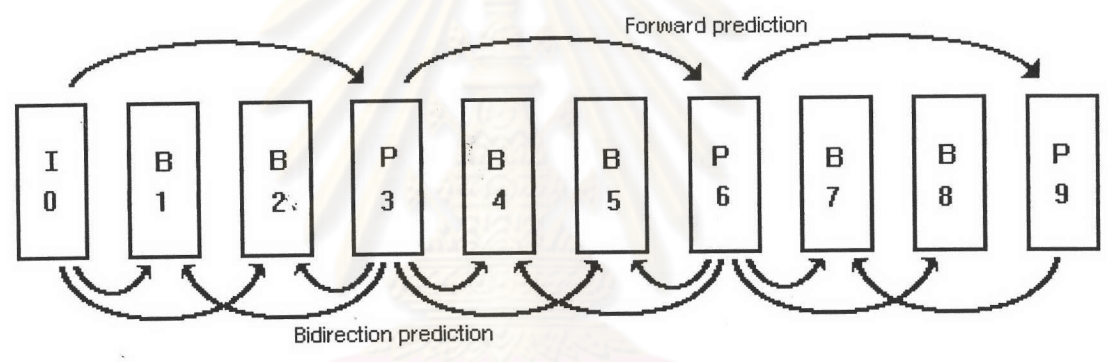 Forward prediction
I B B P B B P B B P
0 1 2 3 4 5 6 7 8 9
Bidirection prediction